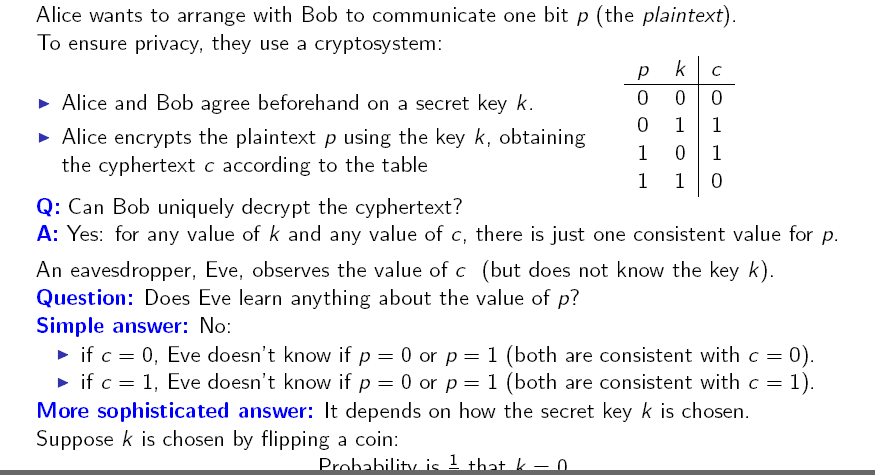 Alice wants to arrange with Bob to communicate one bit p (the plaintext).
To ensure privacy, they use a cryptosystem:
▶ Alice and Bob agree beforehand on a secret key k.
▶ Alice encrypts the plaintext p using the key k, obtaining
the cyphertext c according to the table
p k c
0 0 0
0 1 1
1 0 1
1 1 0
Q: Can Bob uniquely decrypt the cyphertext?
A: Yes: for any value of k and any value of c, there is just one consistent value for p.
An eavesdropper, Eve, observes the value of c (but does not know the key k).
Question: Does Eve learn anything about the value of p?
Simple answer: No:
▶ if c = 0, Eve doesn't know if p = 0 or p = 1 (both are consistent with c = 0).
▶ if c = 1, Eve doesn't know if p = 0 or p = 1 (both are consistent with c = 1).
More sophisticated answer: It depends on how the secret key k is chosen.
Suppose k is chosen by flipping a coin:
Probability is 1 that k = 0